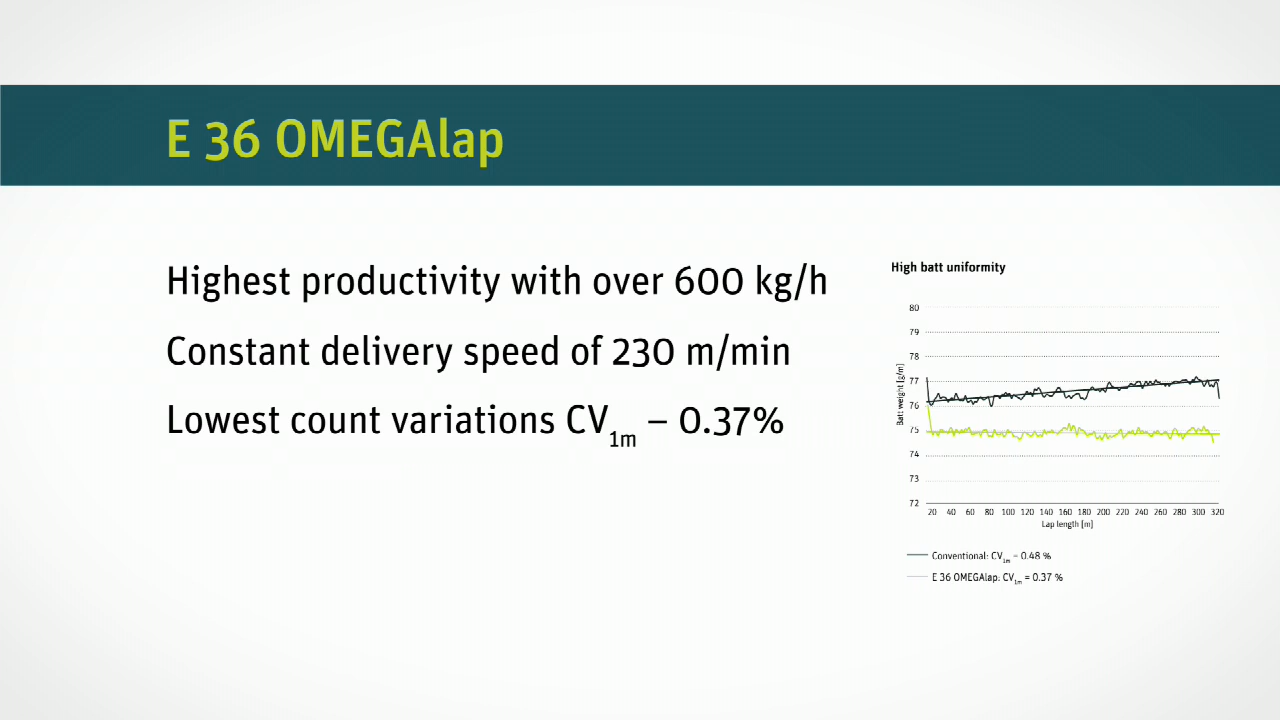 E 36 OMEGAlap
Highest productivity with over 600 kg/h
Constant delivery speed of 230 m/min
Lowest count variations CV1m – 0.37%
High batt uniformity
80
79
78
77
76
75
74
73
72
Batt weight [g/m]
20 40 60 80 100 120 140 160 180 200 220 240 260 280 300 320
Lap length [m]
Conventional: CV1m = 0.48 %
E 36 OMEGAlap: CV1m = 0.37 %